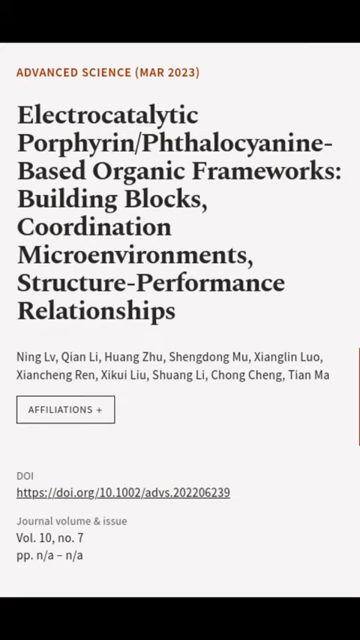 ADVANCED SCIENCE (MAR 2023)
Electrocatalytic
Porphyrin/Phthalocyanine-
Based Organic Frameworks:
Building Blocks,
Coordination
Microenvironments,
Structure-Performance
Relationships
Ning Lv, Qian Li, Huang Zhu, Shengdong Mu, Xianglin Luo,
Xiancheng Ren, Xikui Liu, Shuang Li, Chong Cheng, Tian Ma
AFFILIATIONS +
DOI
https://doi.org/10.1002/advs.202206239
Journal volume & issue
Vol. 10, no. 7
pp. n/a – n/a